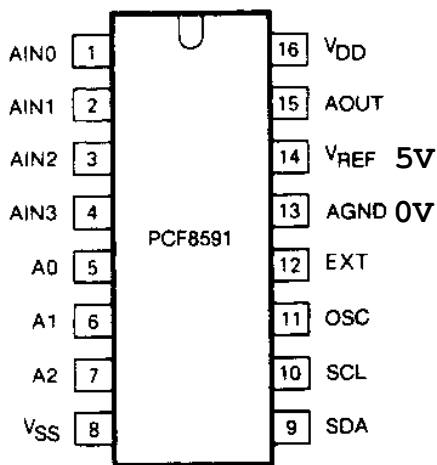 AIN0 1 16 VDD
AIN1 2 15 AOUT
AIN2 3 14 VREF 5V
AIN3 4 13 AGND 0V
PCF8591
A0 5 12 EXT
A1 6 11 OSC
A2 7 10 SCL
VSS 8 9 SDA